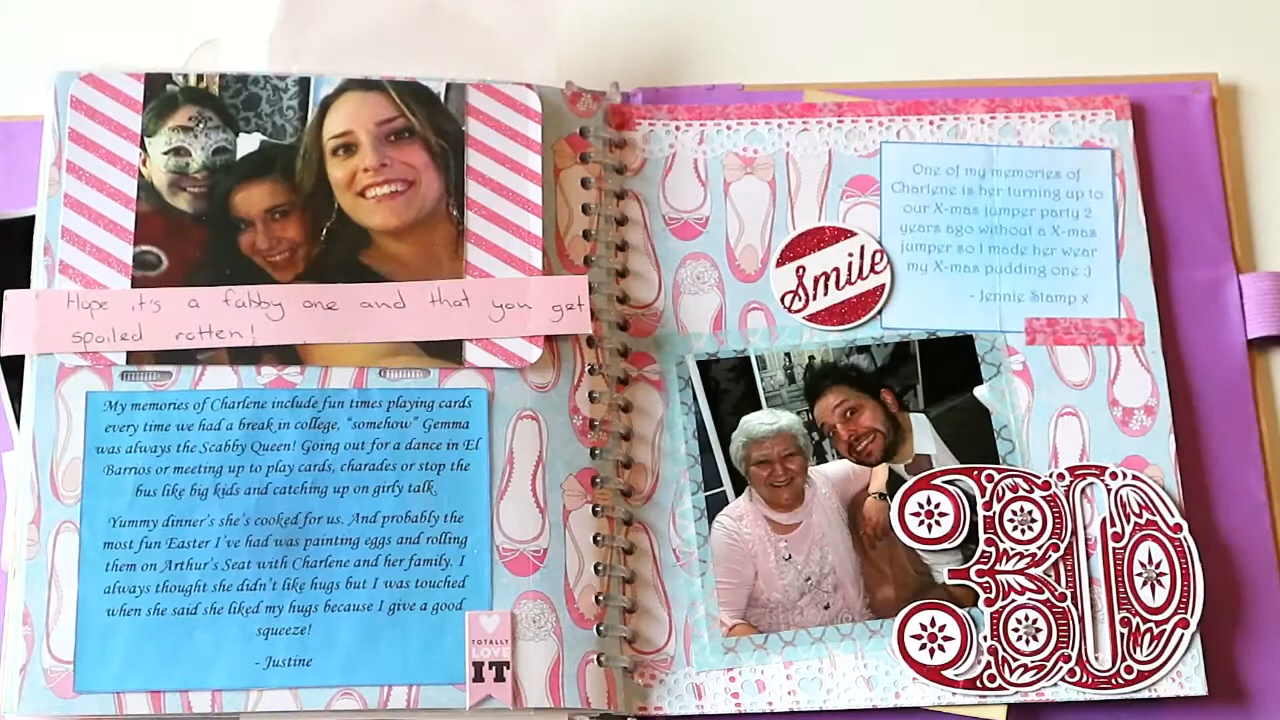 Hope it's a fabby one and that you get
spoiled rotten!
My memories of Charlene include fun times playing cards
every time we had a break in college, "somehow" Gemma
was always the Scabby Queen! Going out for a dance in El
Barrios or meeting up to play cards, charades or stop the
bus like big kids and catching up on girly talk.
Yummy dinner's she's cooked for us. And probably the
most fun Easter I've had was painting eggs and rolling
them on Arthur's Seat with Charlene and her family. I
always thought she didn't like hugs but I was touched
when she said she liked my hugs because I give a good
squeeze!
- Justine
TOTALLY
LOVE
IT
One of my memories of
Charlene is her turning up to
our X-mas jumper party 2
years ago without a X-mas
jumper so I made her wear
my X-mas pudding one :)
- Jennie Stamp x
Smile
30